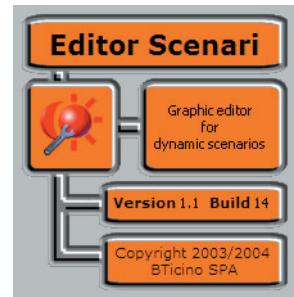 Editor Scenari
Graphic editor
for
dynamic scenarios
Version 1.1 Build 14
Copyright 2003/2004
BTicino SPA